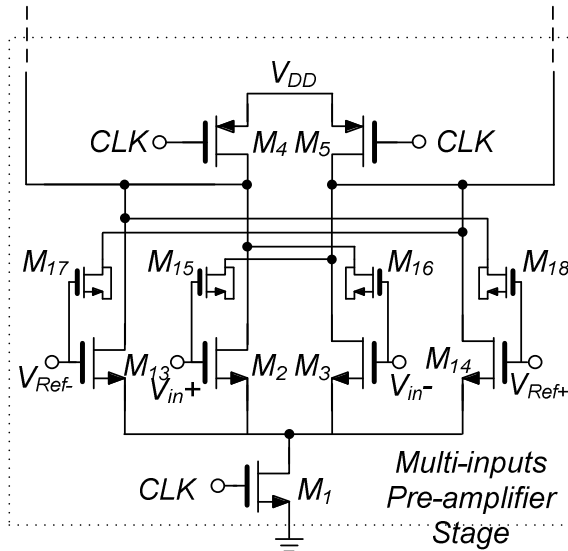 V_DD
CLK M_4 M_5 CLK
M_17 M_15 M_16 M_18
V_Ref- M_13 V_in+ M_2 M_3 V_in- M_14 V_Ref+
CLK M_1
Multi-inputs
Pre-amplifier
Stage